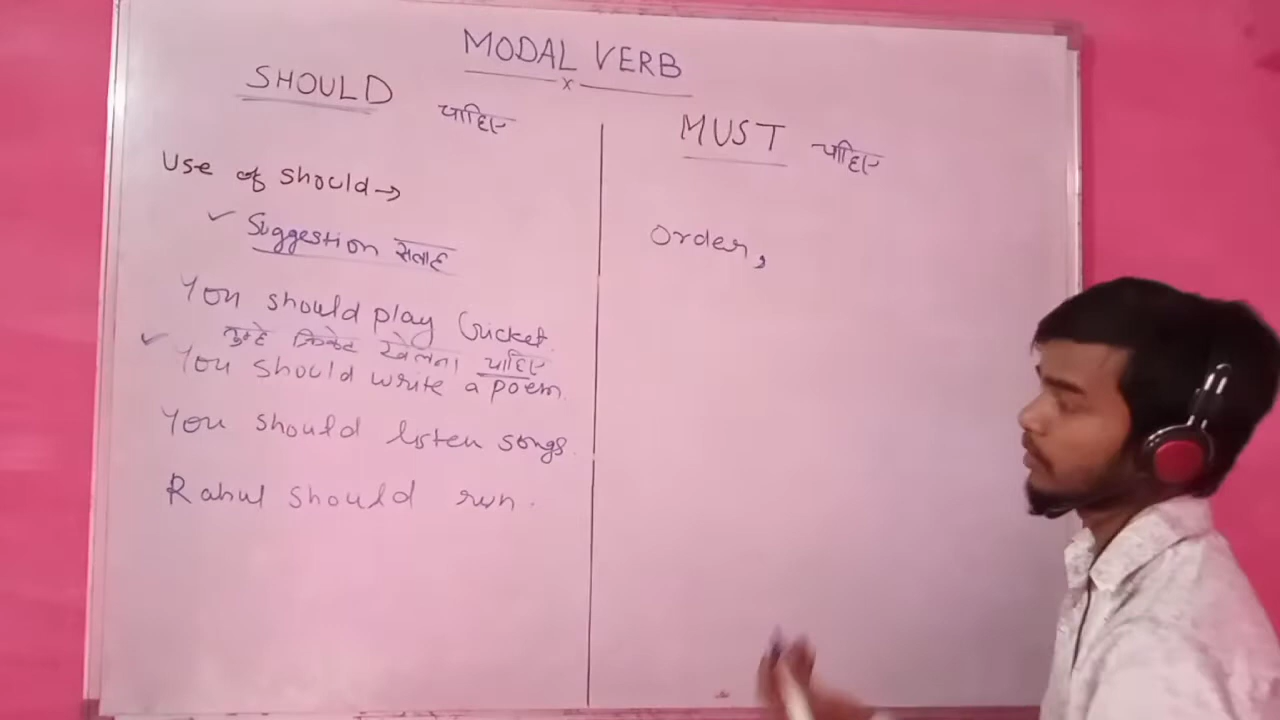 MODAL VERB
x
SHOULD चाहिए
Use of should→
✓ Suggestion सलाह
You should play Cricket.
तुम्हे क्रिकेट खेलना चाहिए
✓ You should write a poem.
You should listen songs.
Rahul should run.
MUST चाहिए
Order,